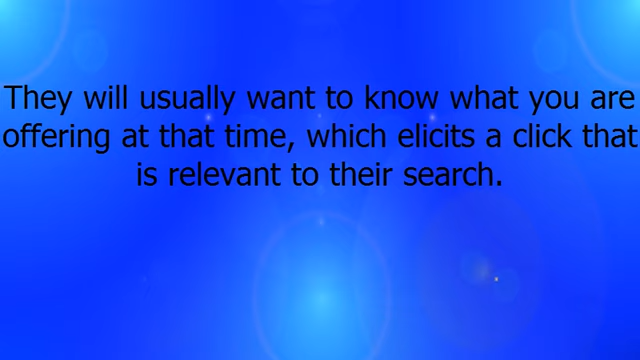 They will usually want to know what you are
offering at that time, which elicits a click that
is relevant to their search.